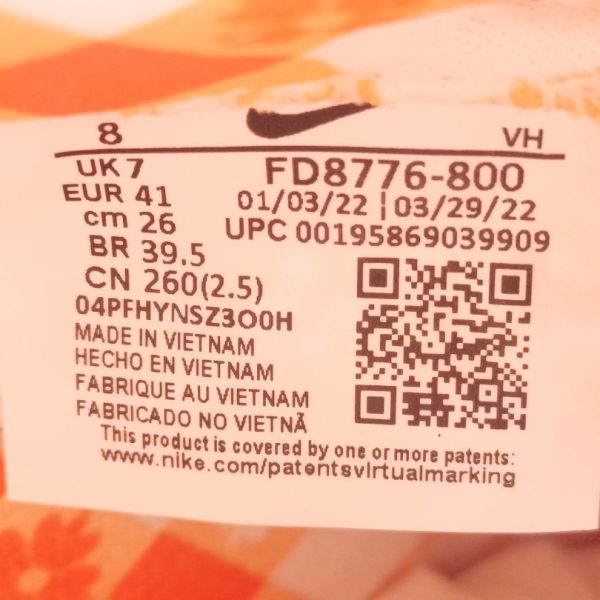 8 VH
UK 7
EUR 41
cm 26
BR 39.5
CN 260(2.5)
04PFHYNSZ3O0H
MADE IN VIETNAM
HECHO EN VIETNAM
FABRIQUE AU VIETNAM
FABRICADO NO VIETNÃ
FD8776-800
01/03/22 | 03/29/22
UPC 00195869039909
This product is covered by one or more patents:
www.nike.com/patentsvirtualmarking